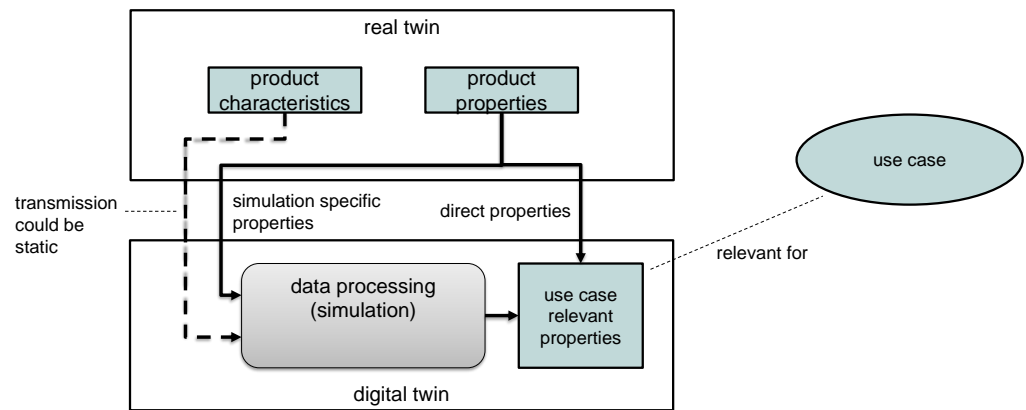 real twin
product
characteristics
product
properties
use case
transmission
could be
static
simulation specific
properties
direct properties
relevant for
data processing
(simulation)
use case
relevant
properties
digital twin